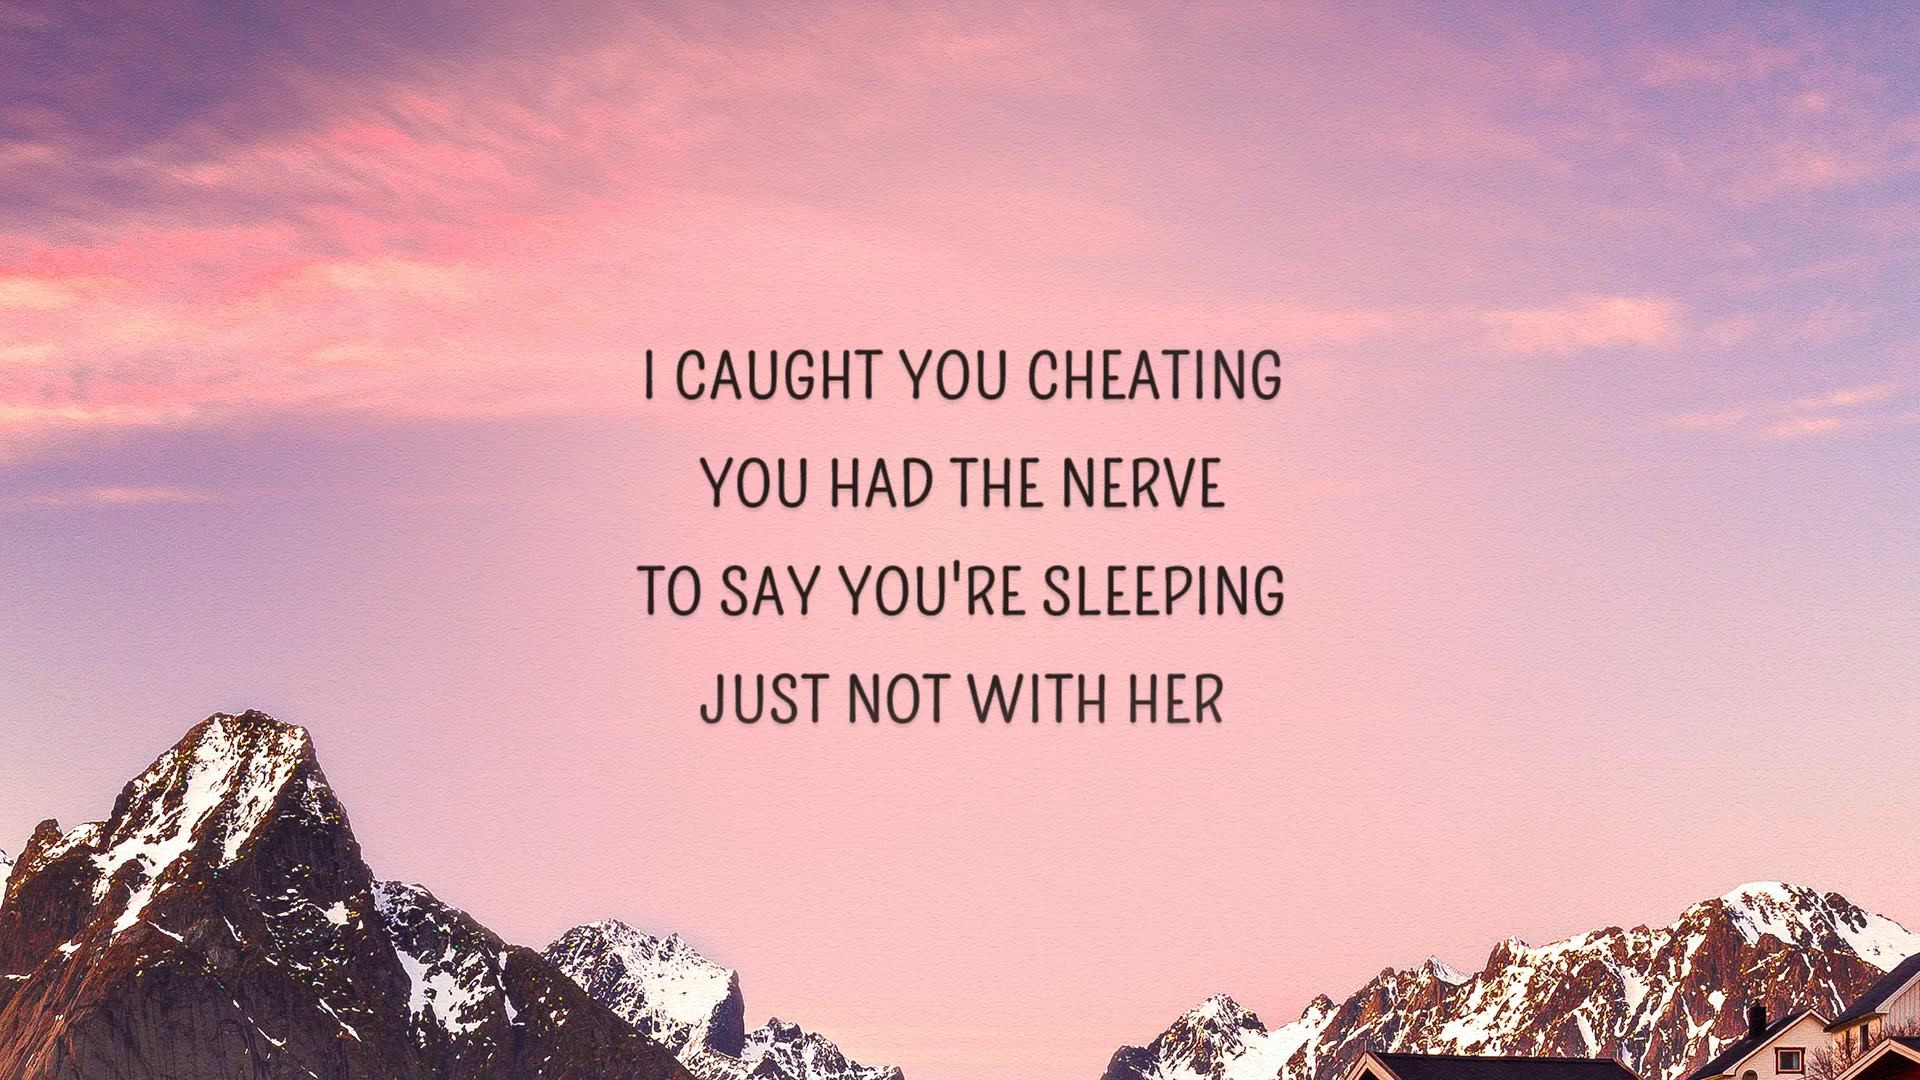 I CAUGHT YOU CHEATING
YOU HAD THE NERVE
TO SAY YOU'RE SLEEPING
JUST NOT WITH HER